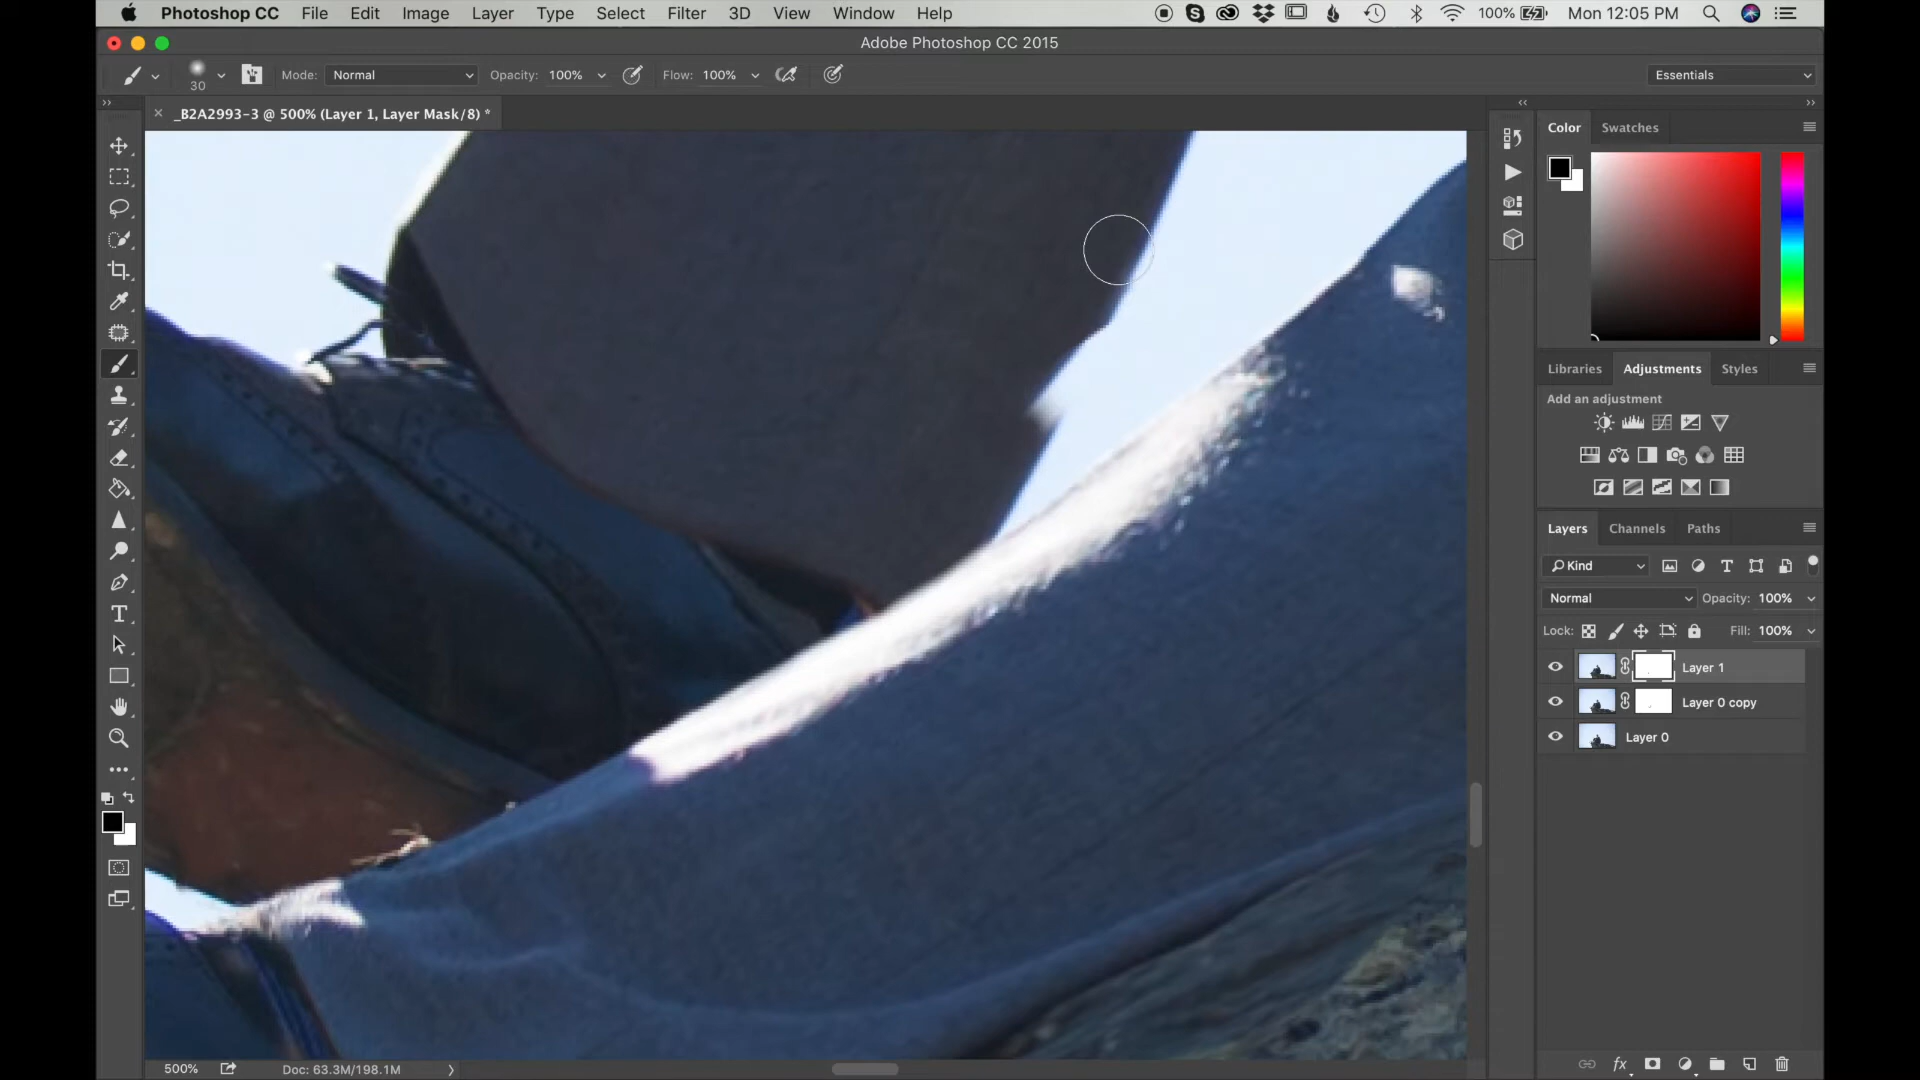 Photoshop CC File Edit Image Layer Type Select Filter 3D View Window Help 100% Mon 12:05 PM
Adobe Photoshop CC 2015
30 Mode: Normal Opacity: 100% Flow: 100% Essentials
_B2A2993-3 @ 500% (Layer 1, Layer Mask/8) *
Color Swatches
Libraries Adjustments Styles
Add an adjustment
Layers Channels Paths
Kind
Normal Opacity: 100%
Lock: Fill: 100%
Layer 1
Layer 0 copy
Layer 0
500% Doc: 63.3M/198.1M